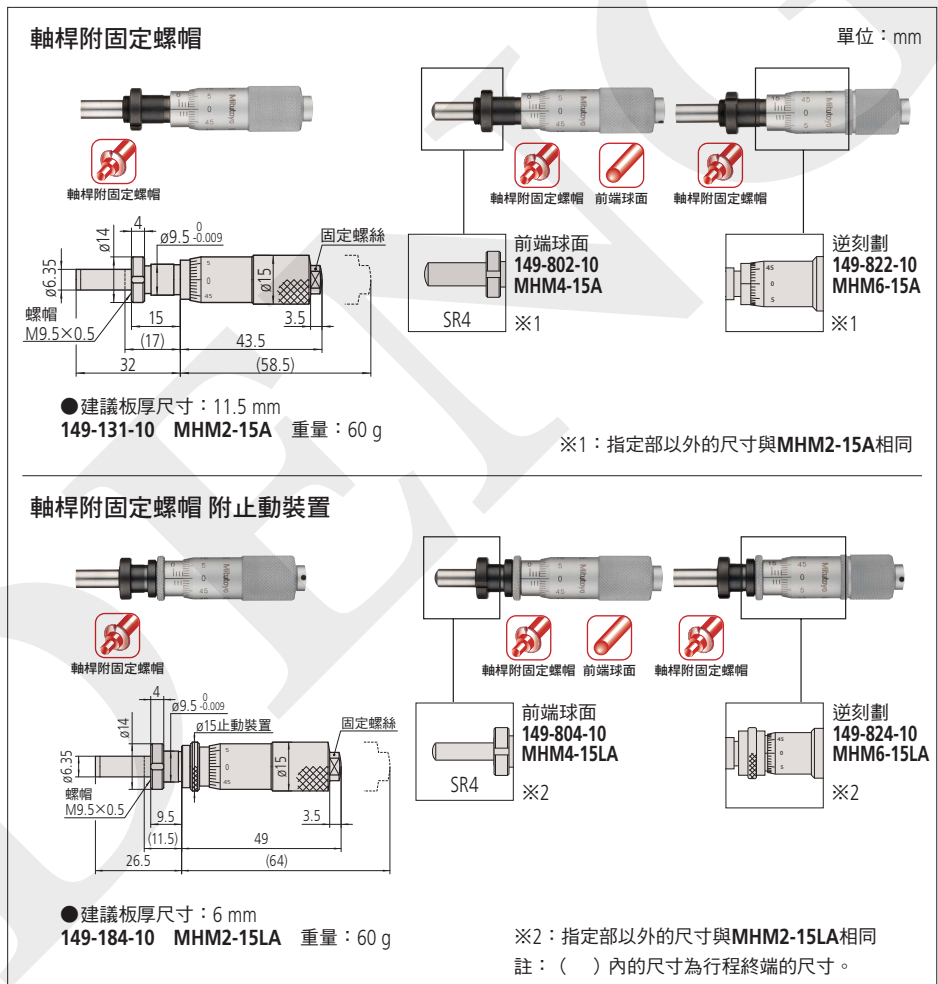 軸桿附固定螺帽
單位：mm
軸桿附固定螺帽
軸桿附固定螺帽
前端球面
軸桿附固定螺帽
4
ø14
ø9.5 0 -0.009
固定螺絲
ø6.35
5
0
45
ø15
螺帽
M9.5×0.5
15
3.5
(17)
43.5
32
(58.5)
前端球面
149-802-10
MHM4-15A
SR4
※1
45
0
5
逆刻劃
149-822-10
MHM6-15A
※1
●建議板厚尺寸：11.5 mm
149-131-10 MHM2-15A 重量：60 g
※1：指定部以外的尺寸與MHM2-15A相同
軸桿附固定螺帽 附止動裝置
Mitutoyo
軸桿附固定螺帽
軸桿附固定螺帽
前端球面
軸桿附固定螺帽
4
ø9.5 0 -0.009
ø14
ø15止動裝置
固定螺絲
ø6.35
5
0
45
ø15
螺帽
M9.5×0.5
9.5
3.5
(11.5)
49
26.5
(64)
前端球面
149-804-10
MHM4-15LA
SR4
※2
45
0
5
逆刻劃
149-824-10
MHM6-15LA
※2
●建議板厚尺寸：6 mm
149-184-10 MHM2-15LA 重量：60 g
※2：指定部以外的尺寸與MHM2-15LA相同
註：（ ）內的尺寸為行程終端的尺寸。